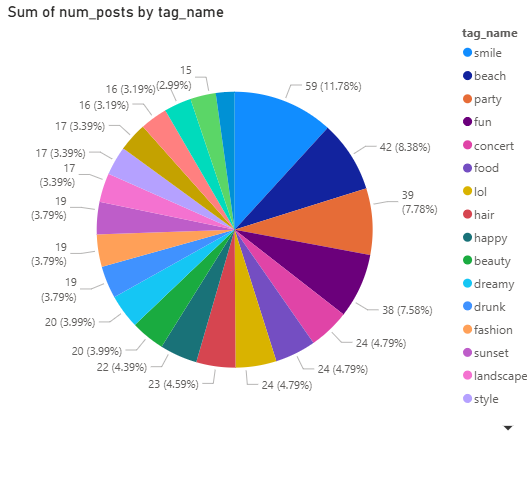 Sum of num_posts by tag_name
tag_name
smile
beach
party
fun
concert
food
lol
hair
happy
beauty
dreamy
drunk
fashion
sunset
landscape
style
59 (11.78%)
42 (8.38%)
39
(7.78%)
38 (7.58%)
24 (4.79%)
24 (4.79%)
24 (4.79%)
23 (4.59%)
22 (4.39%)
20 (3.99%)
20 (3.99%)
19
(3.79%)
19
(3.79%)
19
(3.79%)
17
(3.39%)
17 (3.39%)
17 (3.39%)
16 (3.19%)
16 (3.19%)
15
(2.99%)